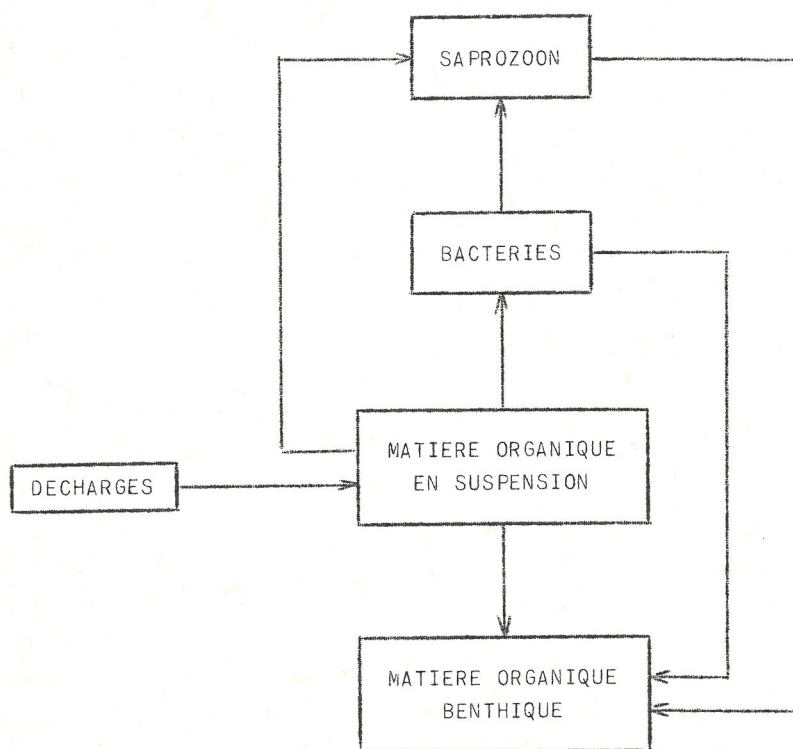 SAPROZOON
BACTERIES
MATIERE ORGANIQUE
EN SUSPENSION
DECHARGES
MATIERE ORGANIQUE
BENTHIQUE